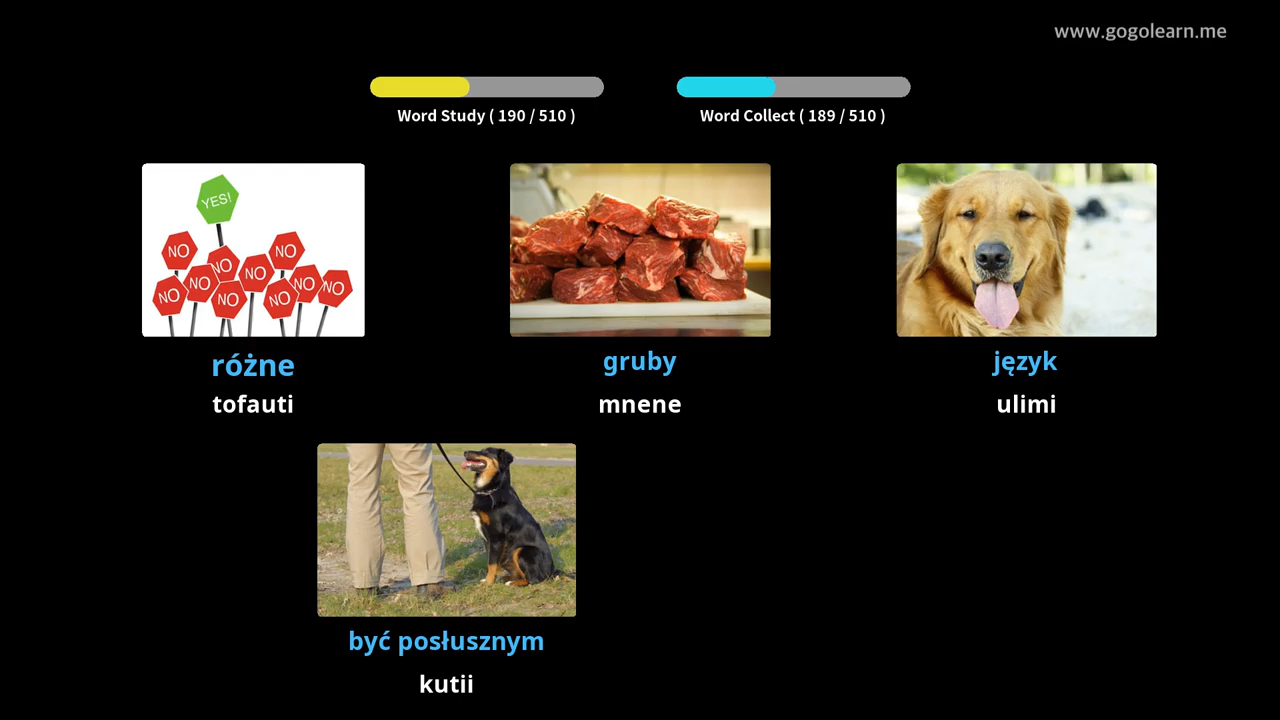 www.gogolearn.me
Word Study ( 190 / 510 )
Word Collect ( 189 / 510 )
YES!
NO
NO
NO
NO
NO
NO
NO
NO
NO
NO
różne
gruby
język
tofauti
mnene
ulimi
być posłusznym
kutii